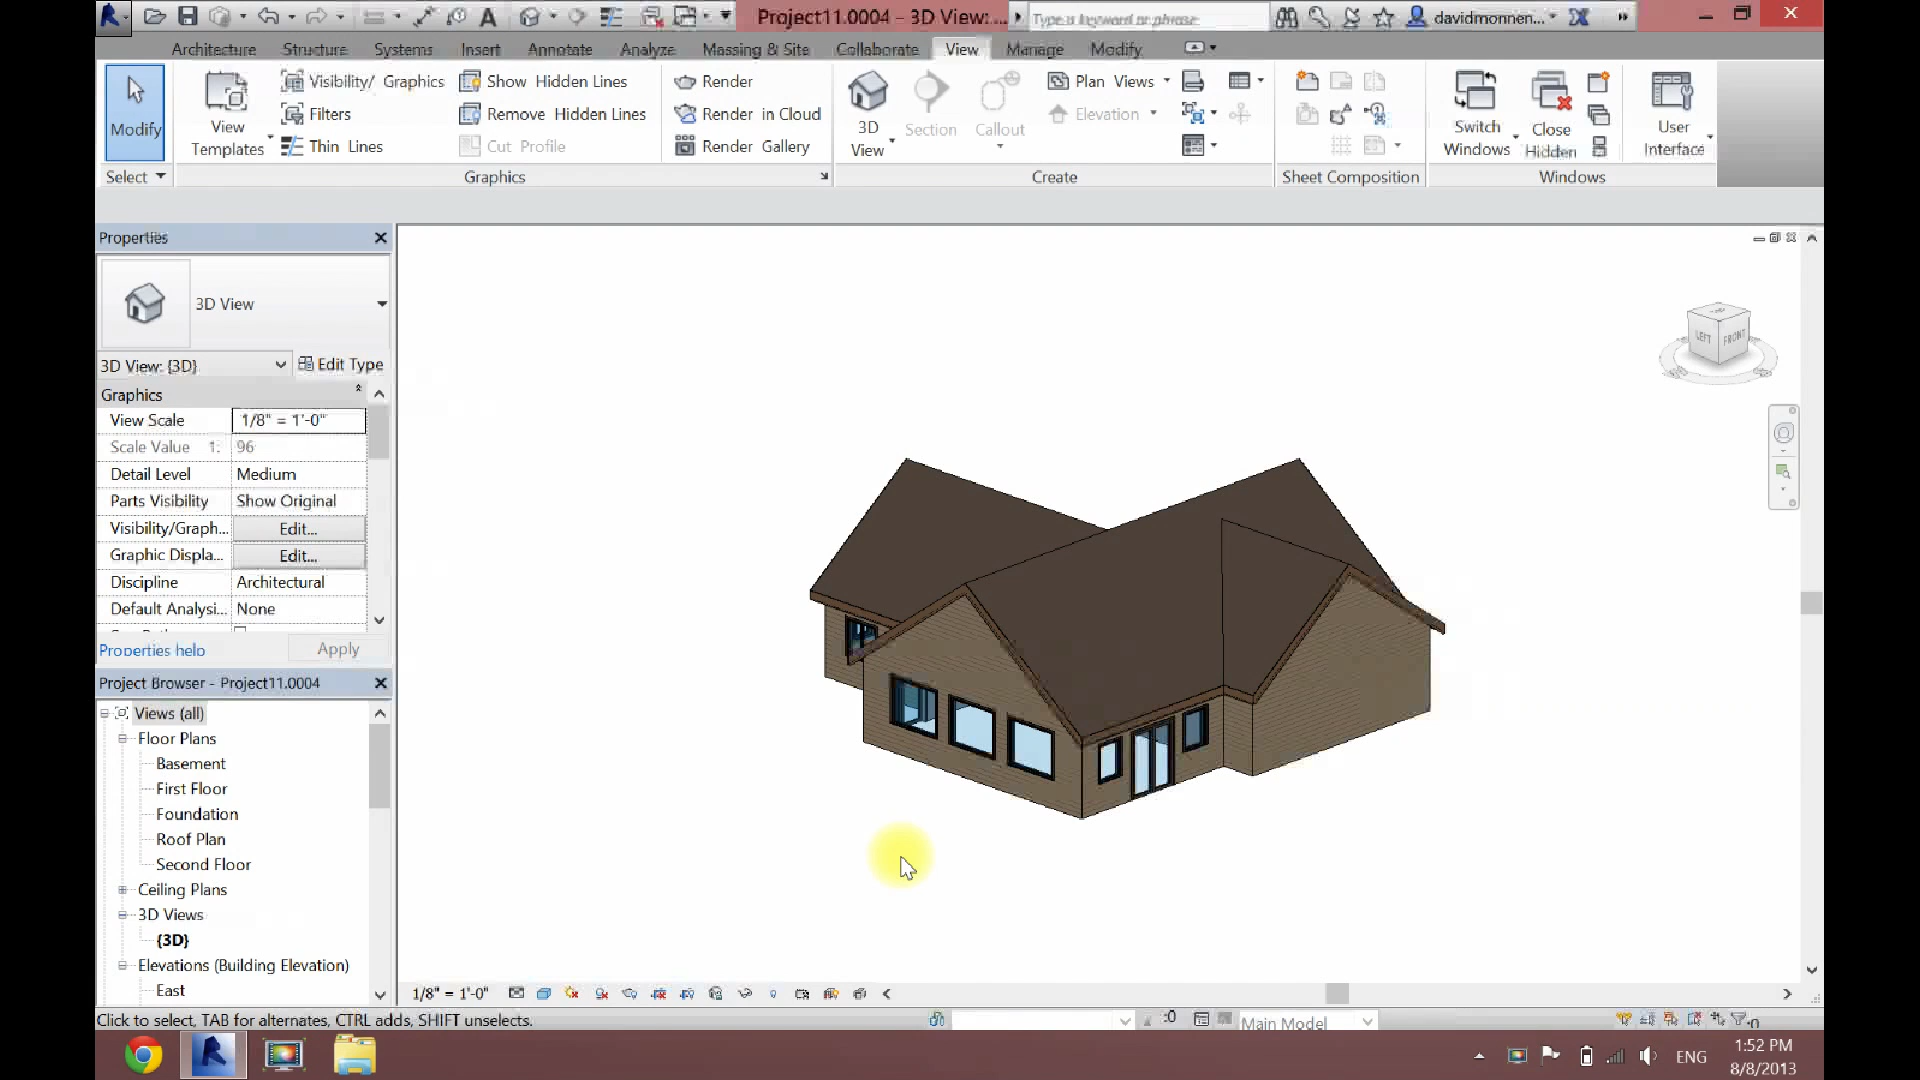 Project11.0004 - 3D View:...
Type a keyword or phrase
davidmonnen...
Architecture Structure Systems Insert Annotate Analyze Massing & Site Collaborate View Manage Modify
Modify
View Templates
Visibility/ Graphics
Filters
Thin Lines
Show Hidden Lines
Remove Hidden Lines
Cut Profile
Render
Render in Cloud
Render Gallery
3D View
Section
Callout
Plan Views
Elevation
Switch Windows
Close Hidden
User Interface
Select Graphics Create Sheet Composition Windows
Properties
3D View
3D View: {3D} Edit Type
Graphics
View Scale 1/8" = 1'-0"
Scale Value 1: 96
Detail Level Medium
Parts Visibility Show Original
Visibility/Graph... Edit...
Graphic Displa... Edit...
Discipline Architectural
Default Analysi... None
Properties help Apply
Project Browser - Project11.0004
Views (all)
Floor Plans
Basement
First Floor
Foundation
Roof Plan
Second Floor
Ceiling Plans
3D Views
{3D}
Elevations (Building Elevation)
East
LEFT FRONT
1/8" = 1'-0"
Click to select, TAB for alternates, CTRL adds, SHIFT unselects.
:0
Main Model
:0
ENG
1:52 PM
8/8/2013